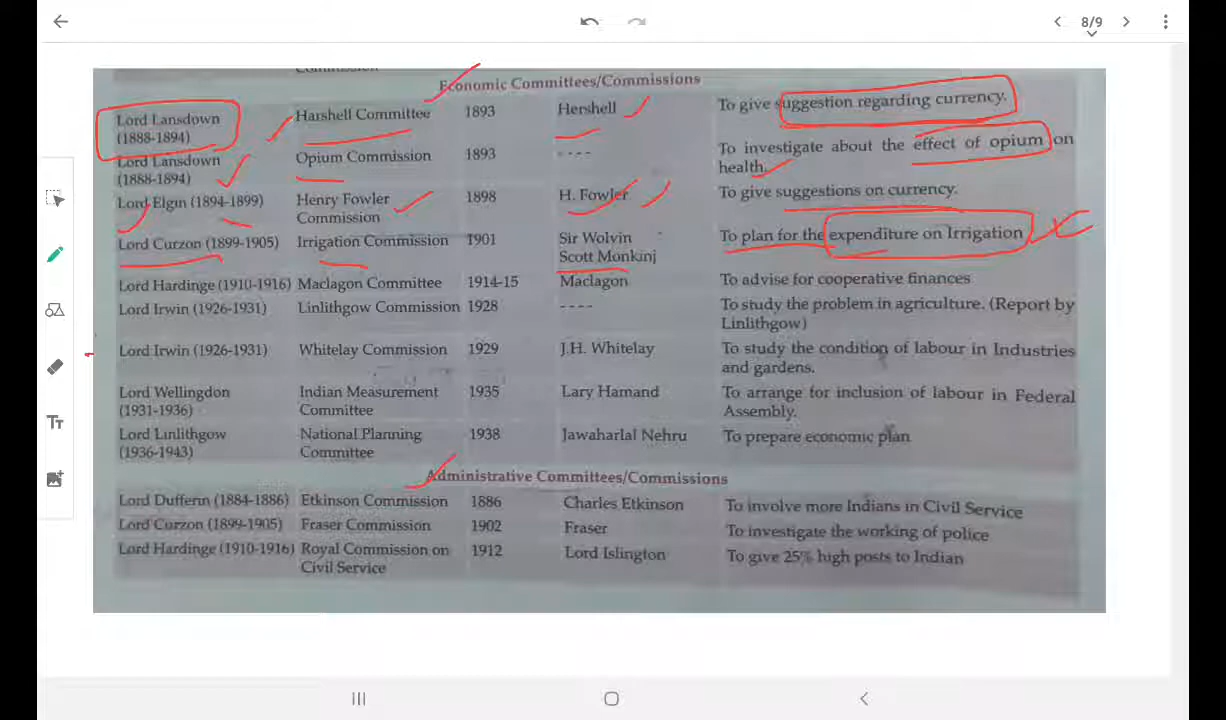 8/9
Economic Committees/Commissions
Lord Lansdown (1888-1894) Harshell Committee 1893 Hershell To give suggestion regarding currency.
Lord Lansdown (1888-1894) Opium Commission 1893 ---- To investigate about the effect of opium on health.
Lord Elgin (1894-1899) Henry Fowler Commission 1898 H. Fowler To give suggestions on currency.
Lord Curzon (1899-1905) Irrigation Commission 1901 Sir Wolvin Scott Monkinj To plan for the expenditure on Irrigation
Lord Hardinge (1910-1916) Maclagon Committee 1914-15 Maclagon To advise for cooperative finances
Lord Irwin (1926-1931) Linlithgow Commission 1928 ---- To study the problem in agriculture. (Report by Linlithgow)
Lord Irwin (1926-1931) Whitelay Commission 1929 J.H. Whitelay To study the condition of labour in Industries and gardens.
Lord Wellingdon (1931-1936) Indian Measurement Committee 1935 Lary Hamand To arrange for inclusion of labour in Federal Assembly.
Lord Linlithgow (1936-1943) National Planning Committee 1938 Jawaharlal Nehru To prepare economic plan
Administrative Committees/Commissions
Lord Dufferin (1884-1886) Etkinson Commission 1886 Charles Etkinson To involve more Indians in Civil Service
Lord Curzon (1899-1905) Fraser Commission 1902 Fraser To investigate the working of police
Lord Hardinge (1910-1916) Royal Commission on Civil Service 1912 Lord Islington To give 25% high posts to Indian